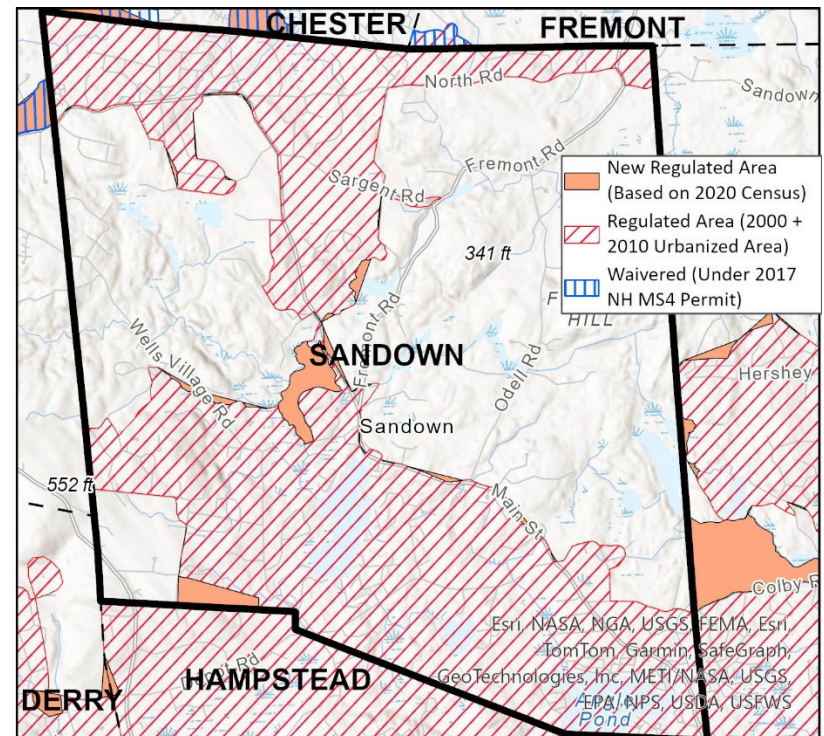 CHESTER
FREMONT
North Rd
Sandown
Fremont Rd
Sargent Rd
New Regulated Area
(Based on 2020 Census)
Regulated Area (2000 +
2010 Urbanized Area)
Waivered (Under 2017
NH MS4 Permit)
341 ft
F
HILL
Fremont Rd
SANDOWN
Wells Village Rd
Odell Rd
Hershey
Sandown
552 ft
Main St
Colby R
Esri, NASA, NGA, USGS, FEMA, Esri,
TomTom, Garmin, SafeGraph,
GeoTechnologies, Inc, METI/NASA, USGS,
EPA, NPS, USDA, USFWS
Rd
HAMPSTEAD
DERRY
Pond